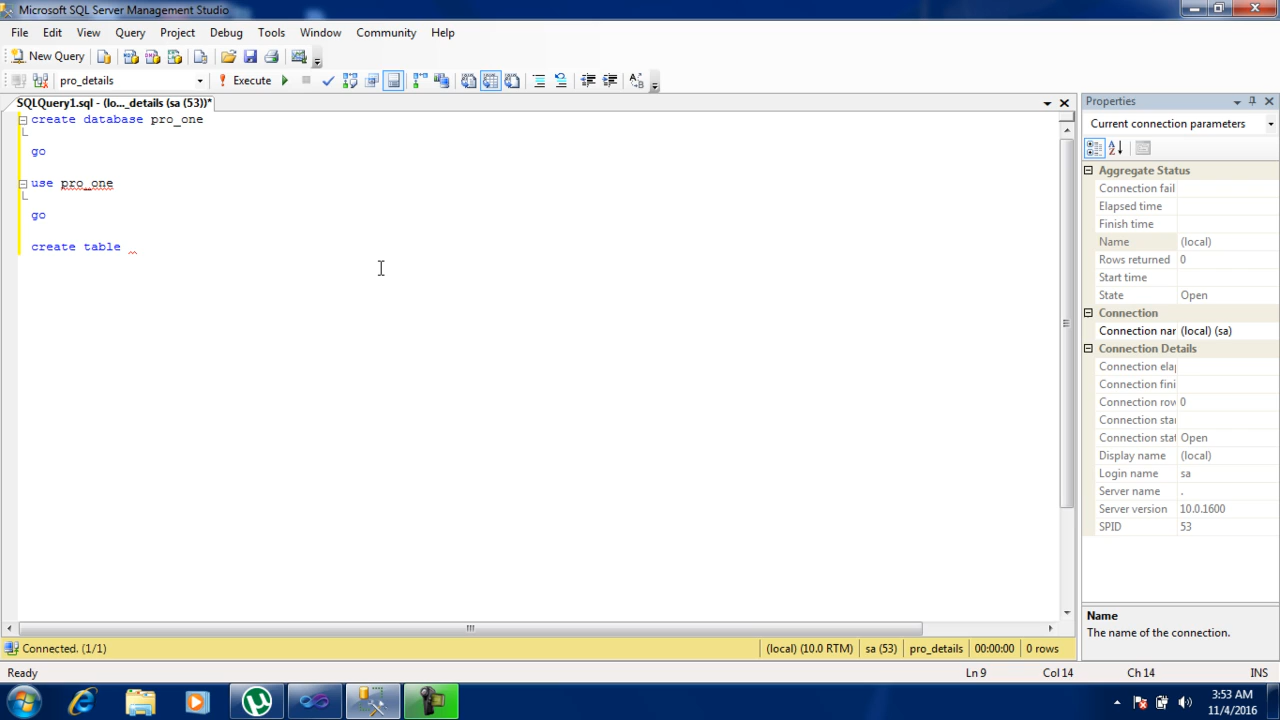 Microsoft SQL Server Management Studio
File Edit View Query Project Debug Tools Window Community Help
New Query
pro_details Execute
SQLQuery1.sql - (lo..._details (sa (53))*
create database pro_one
go
use pro_one
go
create table
Properties
Current connection parameters
Aggregate Status
Connection fail
Elapsed time
Finish time
Name (local)
Rows returned 0
Start time
State Open
Connection
Connection nar (local) (sa)
Connection Details
Connection ela
Connection fini
Connection row 0
Connection star
Connection stat Open
Display name (local)
Login name sa
Server name .
Server version 10.0.1600
SPID 53
Name
The name of the connection.
Connected. (1/1) (local) (10.0 RTM) sa (53) pro_details 00:00:00 0 rows
Ready Ln 9 Col 14 Ch 14 INS
3:53 AM
11/4/2016